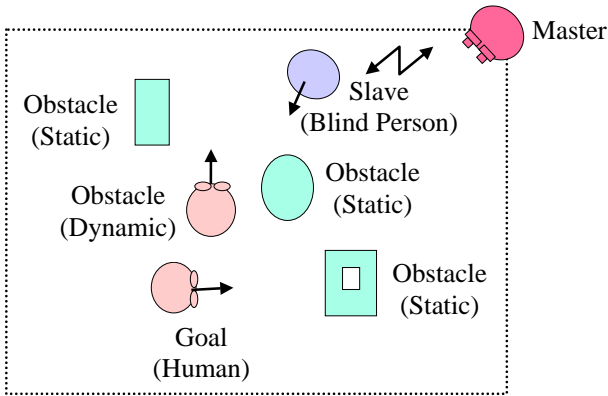 Master
Slave
(Blind Person)
Obstacle
(Static)
Obstacle
(Static)
Obstacle
(Dynamic)
Obstacle
(Static)
Goal
(Human)